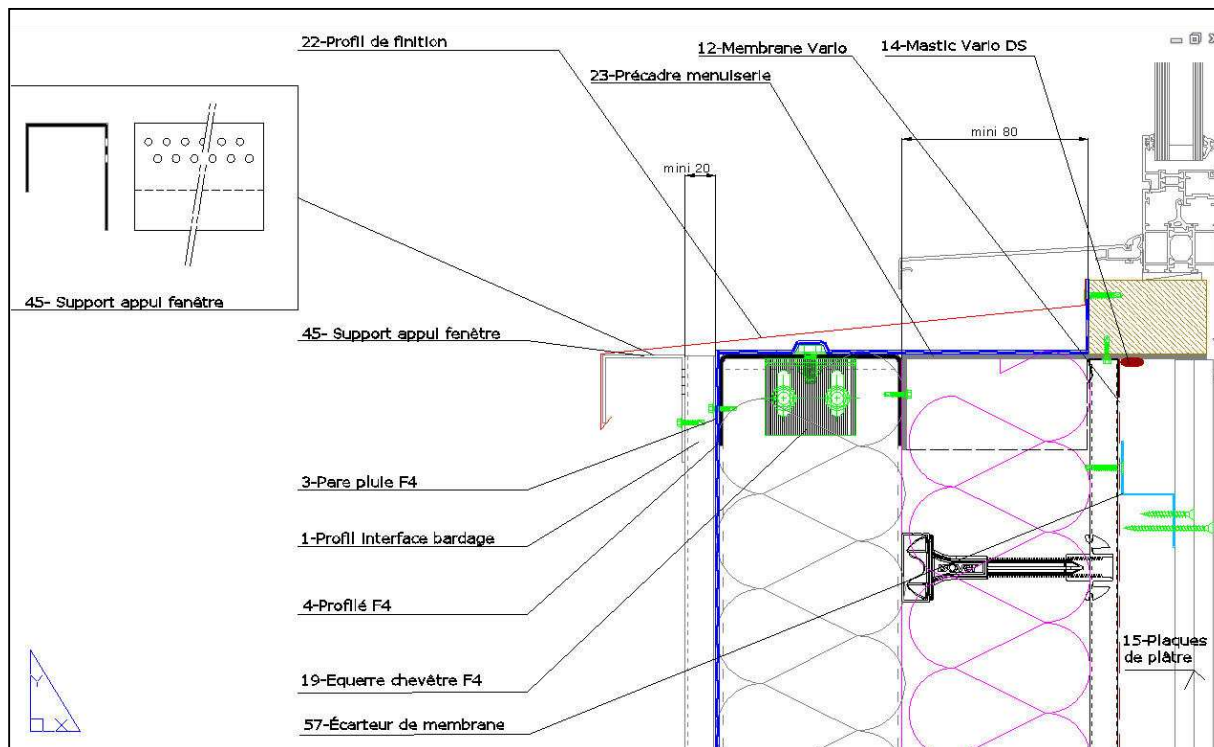 22-Profil de finition
12-Membrane Vario
14-Mastic Vario DS
23-Précadre menuiserie
mini 80
mini 20
45- Support appui fenêtre
45- Support appui fenêtre
3-Pare pluie F4
1-Profil interface bardage
4-Profilé F4
19-Equerre chevêtre F4
57-Écarteur de membrane
15-Plaques
de plâtre
isover
Y
X